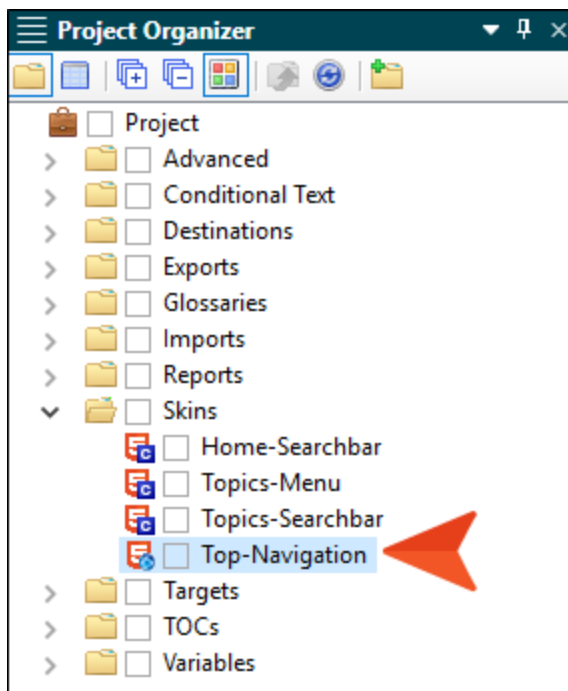 Project Organizer
Project
Advanced
Conditional Text
Destinations
Exports
Glossaries
Imports
Reports
Skins
Home-Searchbar
Topics-Menu
Topics-Searchbar
Top-Navigation
Targets
TOCs
Variables